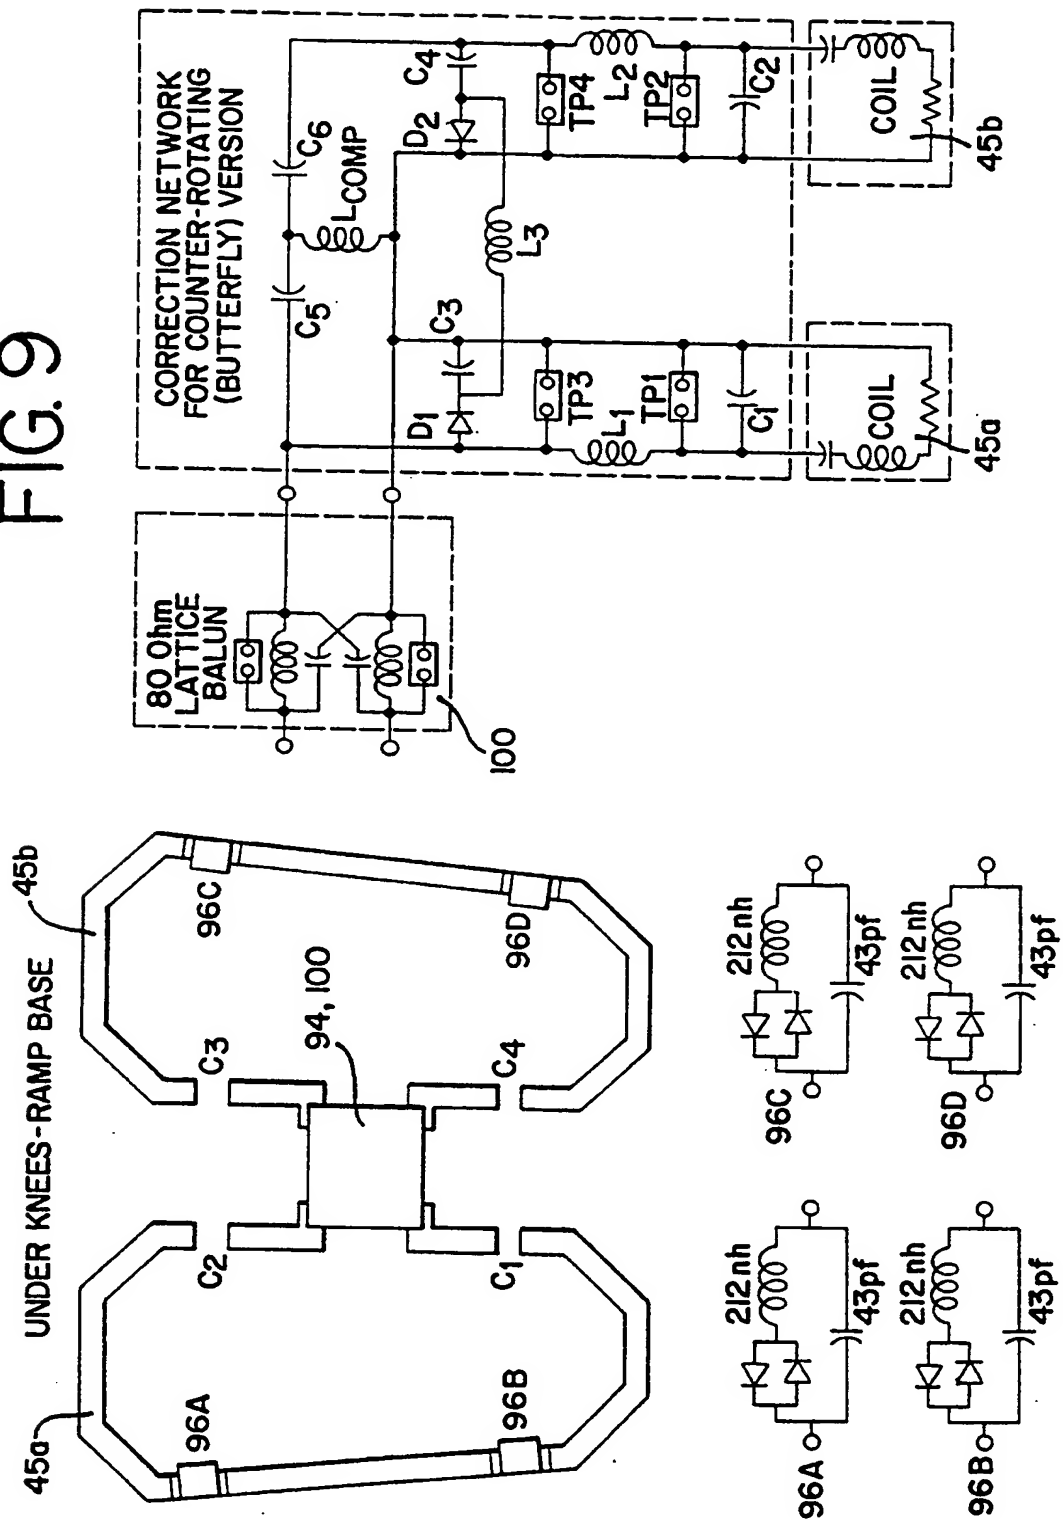 FIG. 9
UNDER KNEES-RAMP BASE
45a
45b
96A
96B
C2
C1
94, 100
C3
C4
96C
96D
96A
212nh
43pf
96B
212nh
43pf
96C
212nh
43pf
96D
212nh
43pf
80 Ohm
LATTICE
BALUN
100
CORRECTION NETWORK
FOR COUNTER-ROTATING
(BUTTERFLY) VERSION
C5
C6
LCOMP
D1
C3
D2
C4
L3
TP3
TP4
L1
L2
TP1
TP2
C1
C2
COIL
45a
COIL
45b